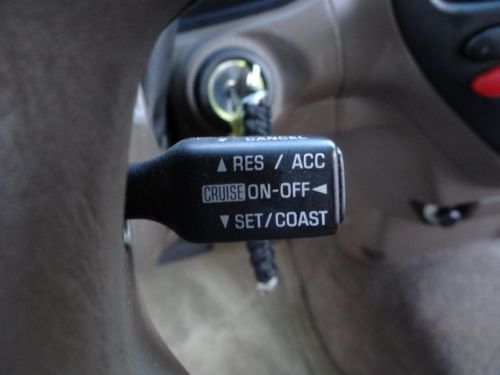 CANCEL
▲ RES / ACC
CRUISE ON-OFF ◄
▼ SET/COAST